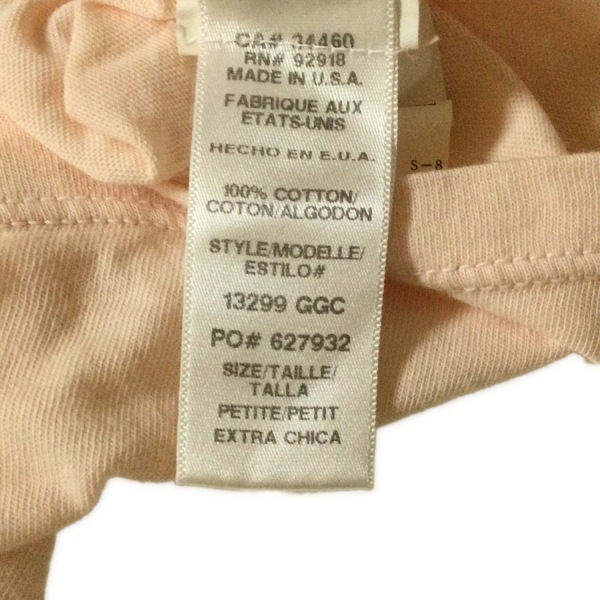 CA# 34460
RN# 92918
MADE IN U.S.A.
FABRIQUE AUX
ETATS-UNIS
HECHO EN E.U.A.
100% COTTON/
COTON/ALGODON
STYLE/MODELLE/
ESTILO#
13299 GGC
PO# 627932
SIZE/TAILLE/
TALLA
PETITE/PETIT
EXTRA CHICA
S-8